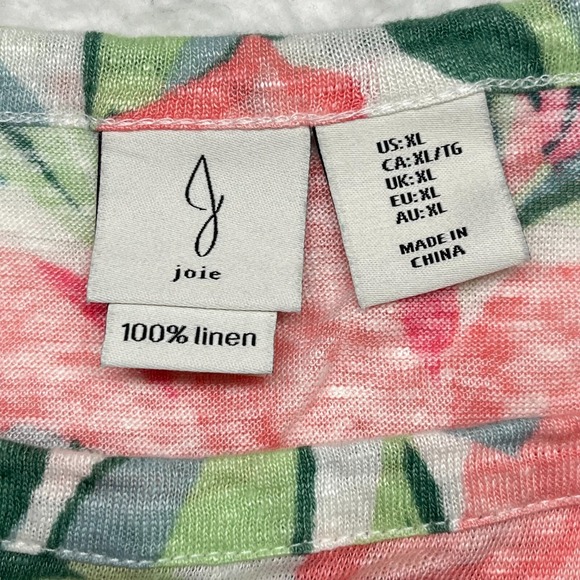 J
joie
100% linen
US: XL
CA: XL/TG
UK: XL
EU: XL
AU: XL
MADE IN
CHINA